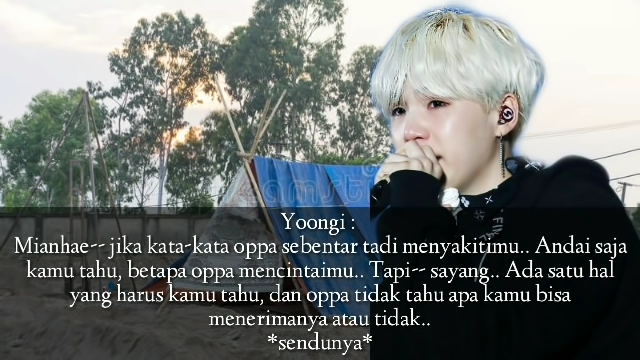 Yoongi :
Mianhae-- jika kata-kata oppa sebentar tadi menyakitimu.. Andai saja
kamu tahu, betapa oppa mencintaimu.. Tapi-- sayang.. Ada satu hal
yang harus kamu tahu, dan oppa tidak tahu apa kamu bisa
menerimanya atau tidak..
*sendunya*